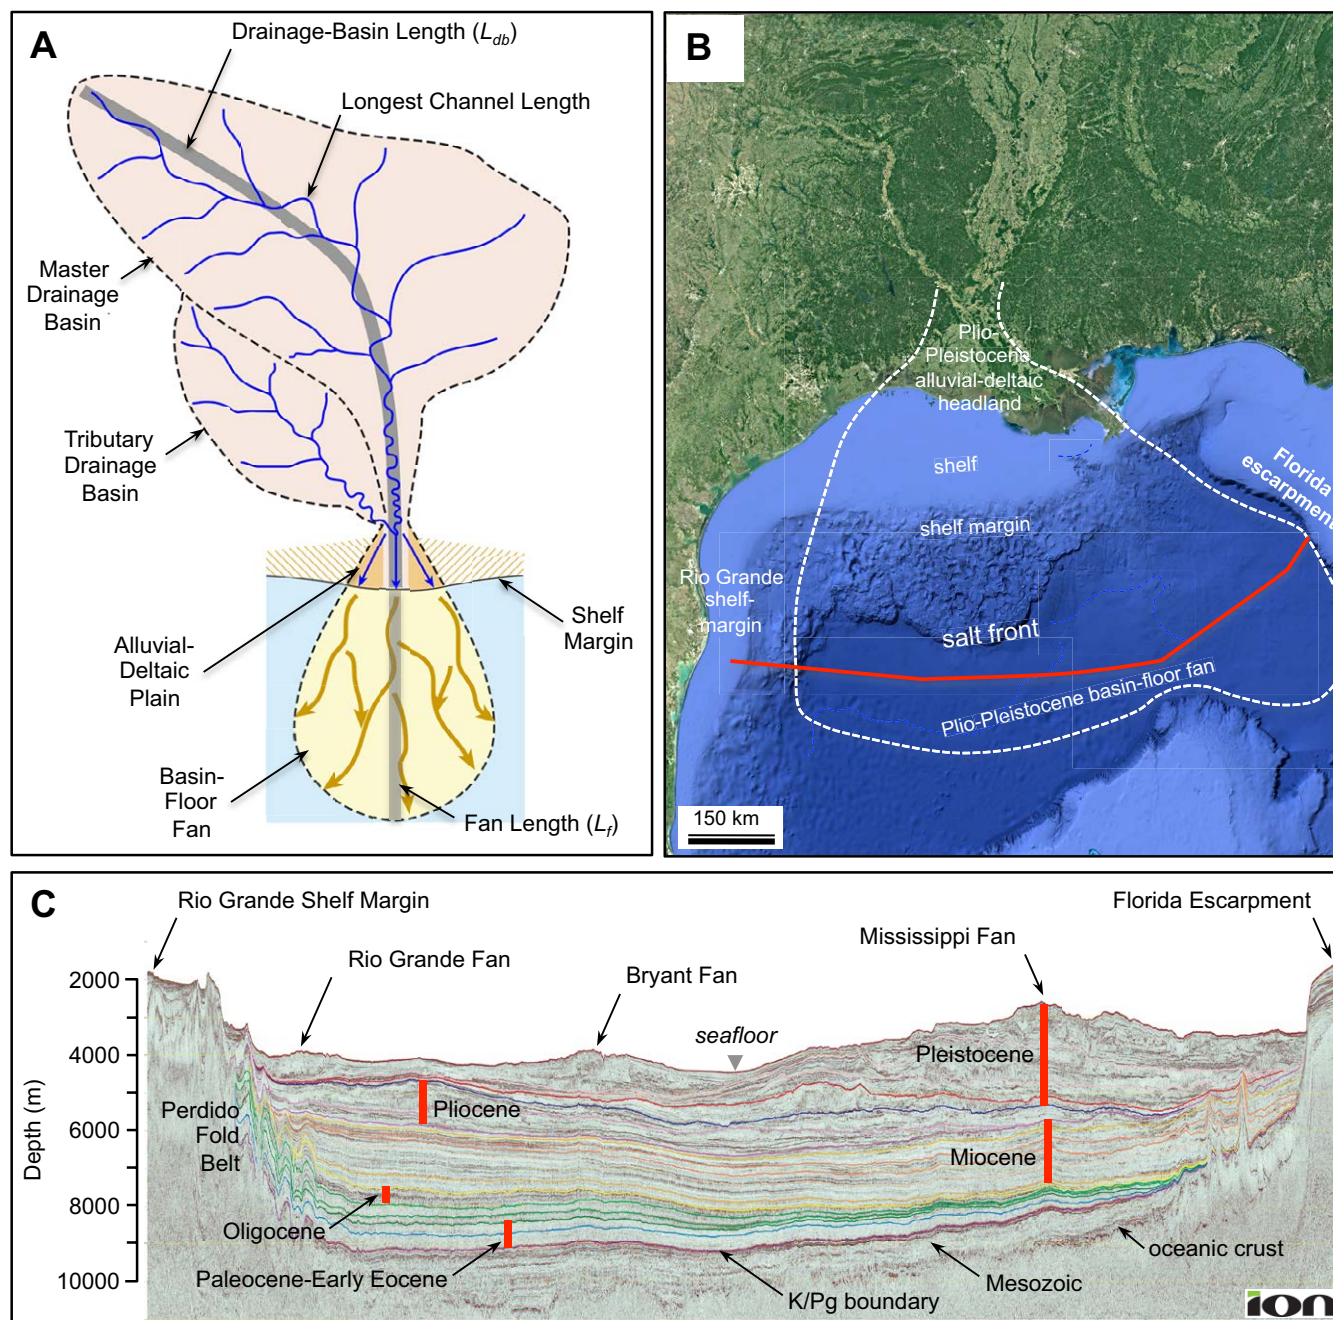 A
Drainage-Basin Length (Ldb)
Longest Channel Length
Master
Drainage
Basin
Tributary
Drainage
Basin
Shelf
Margin
Alluvial-
Deltaic
Plain
Basin-
Floor
Fan
Fan Length (Lf)
B
Plio-
Pleistocene
alluvial-deltaic
headland
shelf
Florida
escarpment
shelf margin
Rio Grande
shelf-
margin
salt front
Plio-Pleistocene basin-floor fan
150 km
C
Rio Grande Shelf Margin
Florida Escarpment
Mississippi Fan
Rio Grande Fan
Bryant Fan
seafloor
2000
4000
6000
8000
10000
Depth (m)
Pleistocene
Pliocene
Perdido
Fold
Belt
Miocene
Oligocene
Paleocene-Early Eocene
K/Pg boundary
Mesozoic
oceanic crust
ion